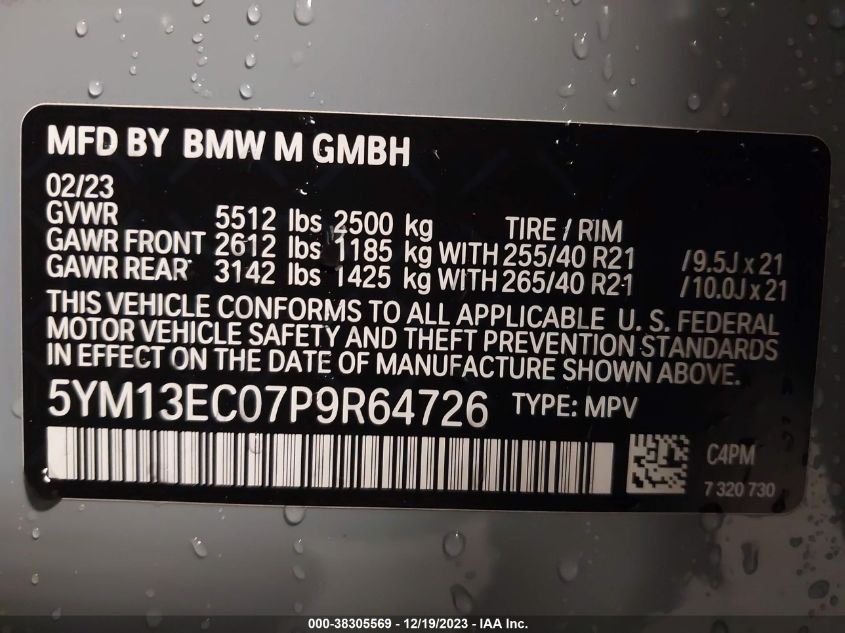 MFD BY BMW M GMBH
02/23
GVWR 5512 lbs 2500 kg TIRE / RIM
GAWR FRONT 2612 lbs 1185 kg WITH 255/40 R21 / 9.5J x 21
GAWR REAR 3142 lbs 1425 kg WITH 265/40 R21 / 10.0J x 21
THIS VEHICLE CONFORMS TO ALL APPLICABLE U. S. FEDERAL
MOTOR VEHICLE SAFETY AND THEFT PREVENTION STANDARDS
IN EFFECT ON THE DATE OF MANUFACTURE SHOWN ABOVE.
5YM13EC07P9R64726 TYPE: MPV
C4PM
7 320 730
000-38305569 - 12/19/2023 - IAA Inc.